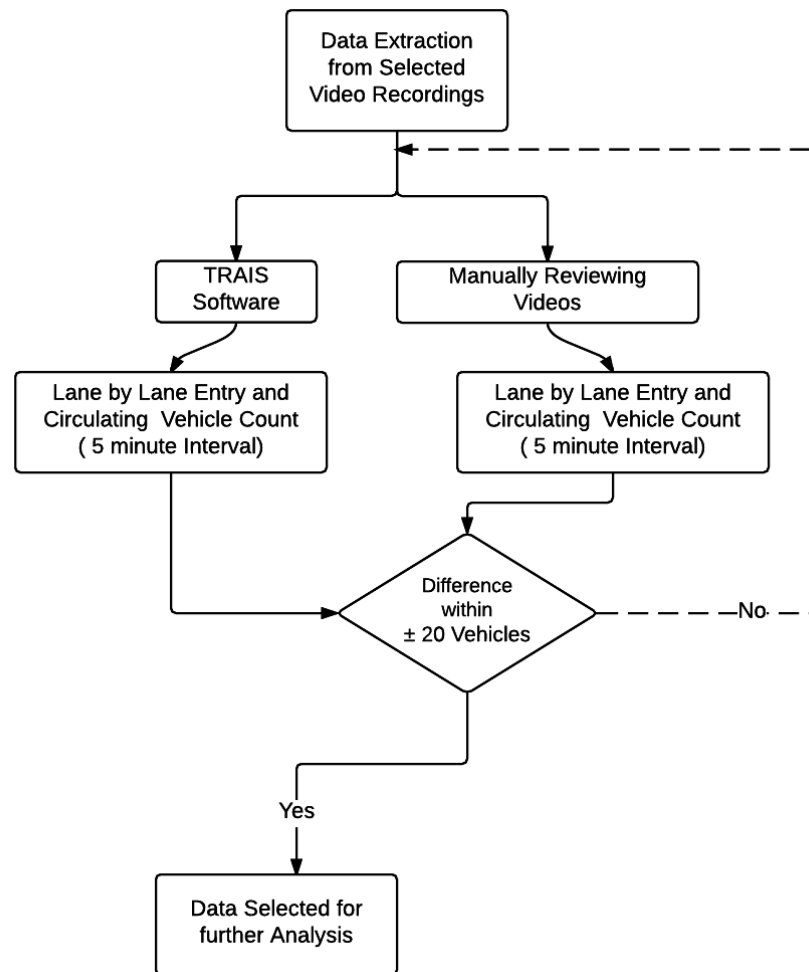 Data Extraction
from Selected
Video Recordings
TRAIS
Software
Manually Reviewing
Videos
Lane by Lane Entry and
Circulating Vehicle Count
( 5 minute Interval)
Lane by Lane Entry and
Circulating Vehicle Count
( 5 minute Interval)
Difference
within
± 20 Vehicles
No
Yes
Data Selected for
further Analysis